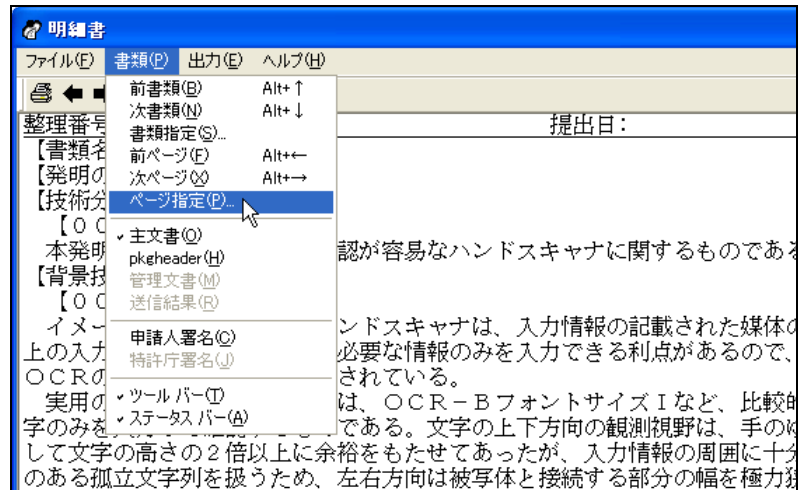 明細書
ファイル(F) 書類(P) 出力(E) ヘルプ(H)
前書類(B) Alt+↑
次書類(N) Alt+↓
書類指定(S)...
前ページ(F) Alt+←
次ページ(X) Alt+→
ページ指定(P)...
主文書(O)
pkgheader(H)
管理文書(M)
送信結果(R)
申請人署名(C)
特許庁署名(J)
ツール バー(T)
ステータス バー(A)
整理番号 提出日：
【書類名
【発明の
【技術分
【００
本発明 認が容易なハンドスキャナに関するものである
【背景技
【００
イメー ンドスキャナは、入力情報の記載された媒体の
上の入力 必要な情報のみを入力できる利点があるので、
ＯＣＲの されている。
実用の は、ＯＣＲ－ＢフォントサイズＩなど、比較的
字のみを である。文字の上下方向の観測視野は、手のゆ
して文字の高さの２倍以上に余裕をもたせてあったが、入力情報の周囲に十分
のある孤立文字列を扱うため、左右方向は被写体と接続する部分の幅を極力狭